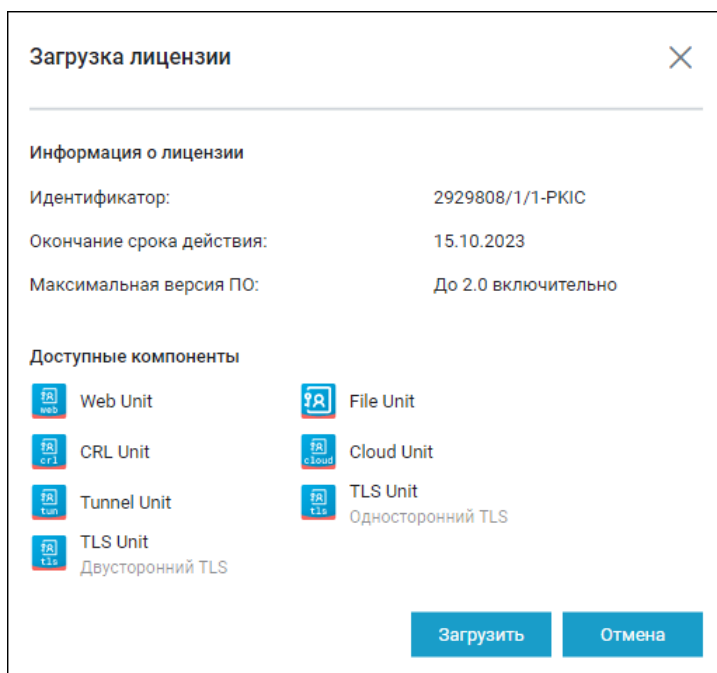 Загрузка лицензии
Информация о лицензии
Идентификатор: 2929808/1/1-PKIC
Окончание срока действия: 15.10.2023
Максимальная версия ПО: До 2.0 включительно
Доступные компоненты
web Web Unit File Unit
crl CRL Unit cloud Cloud Unit
tun Tunnel Unit tls TLS Unit
Односторонний TLS
tls TLS Unit
Двусторонний TLS
Загрузить Отмена